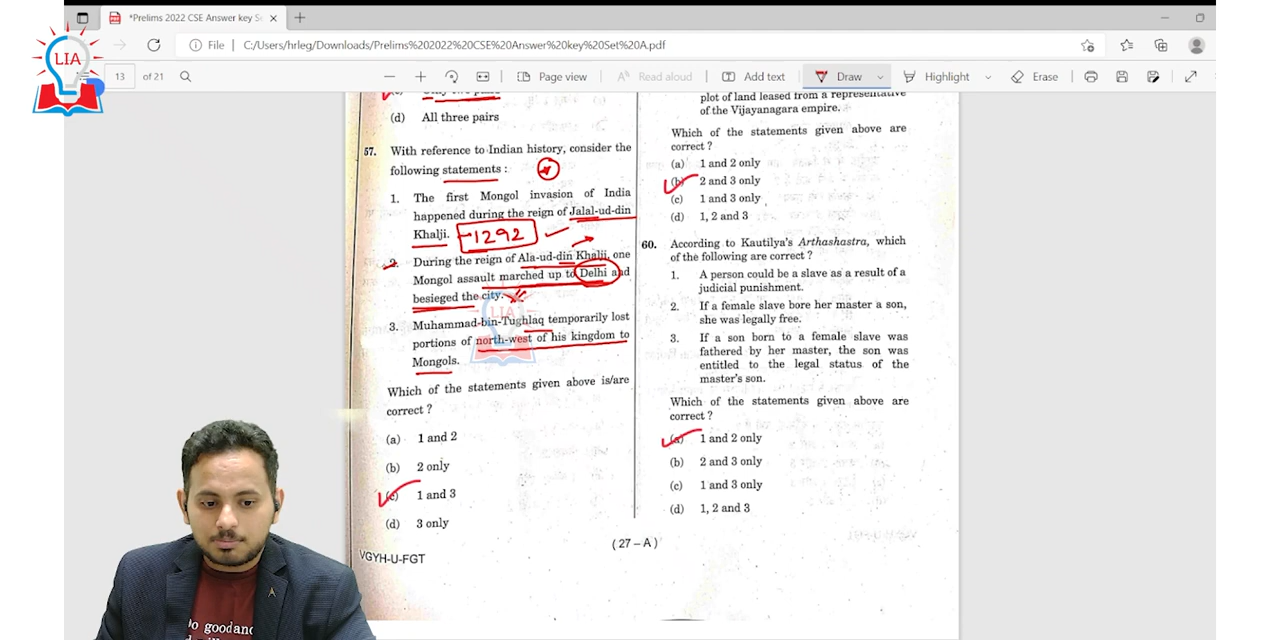 *Prelims 2022 CSE Answer key Se
LIA
File
C:/Users/hrleg/Downloads/Prelims%202022%20CSE%20Answer%20key%20Set%20A.pdf
13 of 21
Page view
Read aloud
Add text
Draw
Highlight
Erase
(c) Only two pairs
(d) All three pairs
57. With reference to Indian history, consider the
following statements :
1. The first Mongol invasion of India
happened during the reign of Jalal-ud-din
Khalji. -1292
2. During the reign of Ala-ud-din Khalji, one
Mongol assault marched up to Delhi and
besieged the city.
LIA
3. Muhammad-bin-Tughlaq temporarily lost
portions of north-west of his kingdom to
Mongols.
Which of the statements given above is/are
correct ?
(a) 1 and 2
(b) 2 only
(c) 1 and 3
(d) 3 only
VGYH-U-FGT
plot of land leased from a representative
of the Vijayanagara empire.
Which of the statements given above are
correct ?
(a) 1 and 2 only
(b) 2 and 3 only
(c) 1 and 3 only
(d) 1, 2 and 3
60. According to Kautilya's Arthashastra, which
of the following are correct ?
1. A person could be a slave as a result of a
judicial punishment.
2. If a female slave bore her master a son,
she was legally free.
3. If a son born to a female slave was
fathered by her master, the son was
entitled to the legal status of the
master's son.
Which of the statements given above are
correct ?
(a) 1 and 2 only
(b) 2 and 3 only
(c) 1 and 3 only
(d) 1, 2 and 3
( 27 – A )
Do goodand